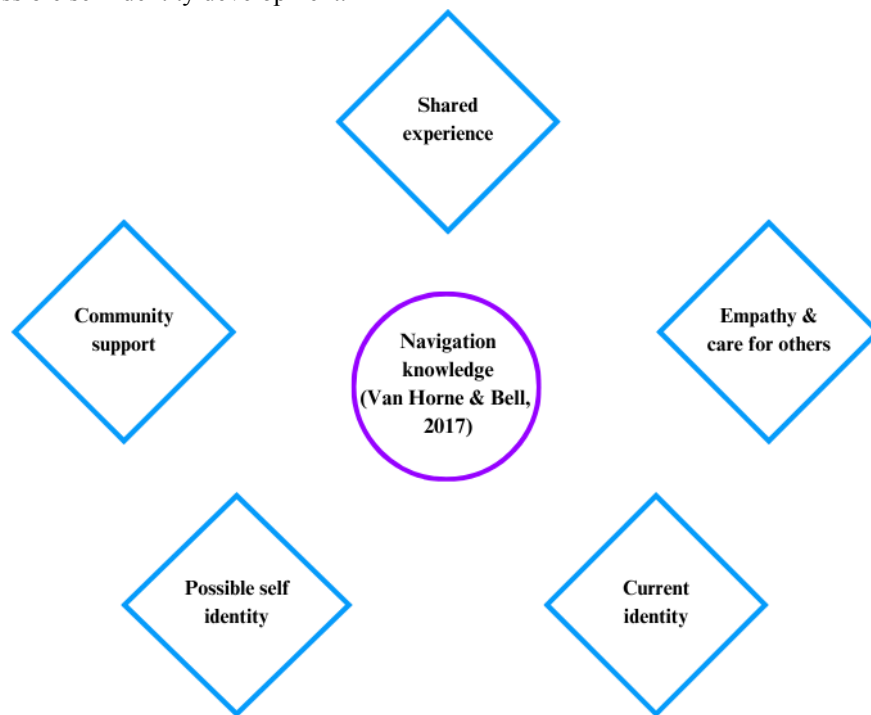 Shared
experience
Community
support
Empathy &
care for others
Navigation
knowledge
(Van Horne & Bell,
2017)
Possible self
identity
Current
identity